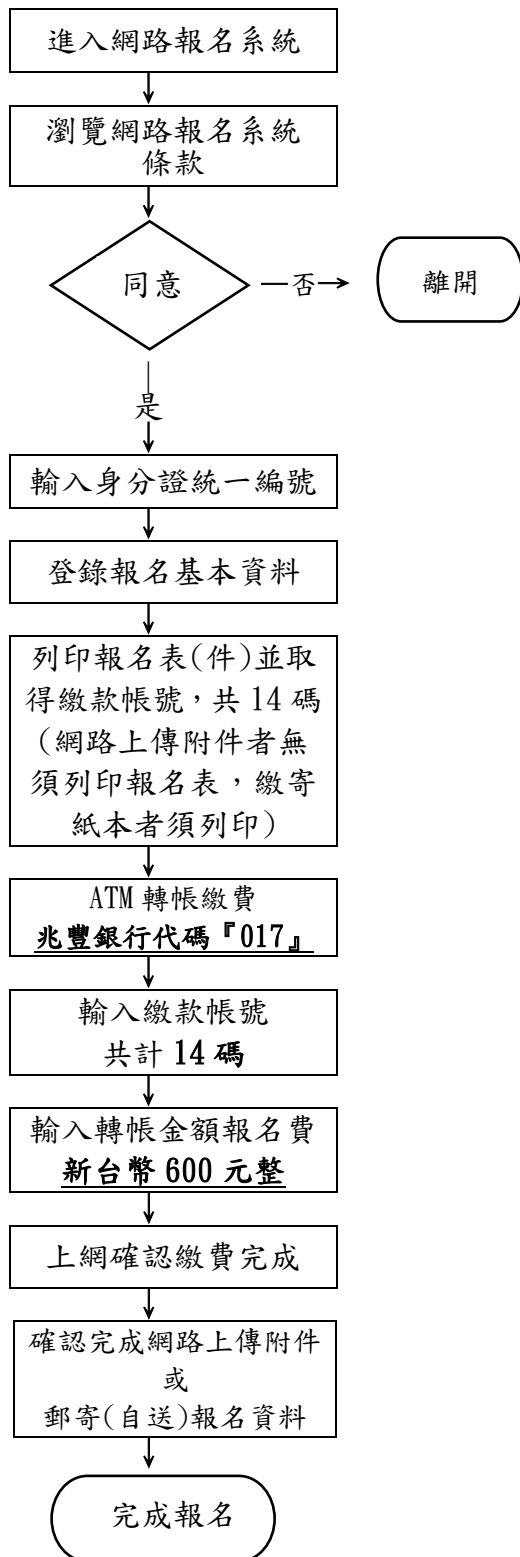 進入網路報名系統
瀏覽網路報名系統
條款
同意
否
離開
是
輸入身分證統一編號
登錄報名基本資料
列印報名表(件)並取
得繳款帳號，共 14 碼
(網路上傳附件者無
須列印報名表，繳寄
紙本者須列印)
ATM 轉帳繳費
兆豐銀行代碼『017』
輸入繳款帳號
共計 14 碼
輸入轉帳金額報名費
新台幣 600 元整
上網確認繳費完成
確認完成網路上傳附件
或
郵寄(自送)報名資料
完成報名